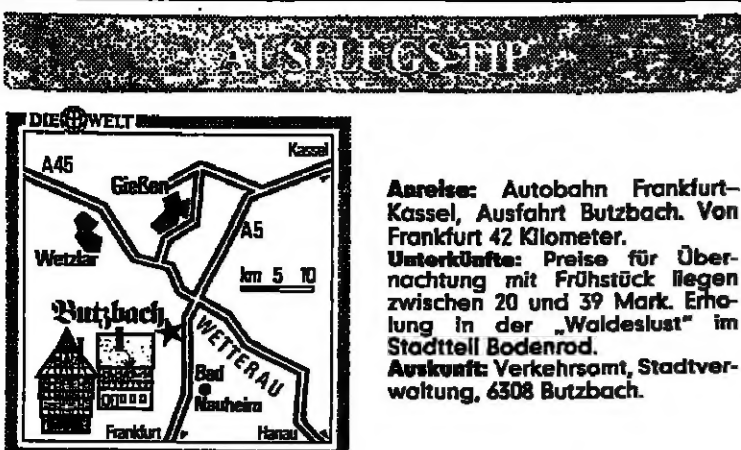 AUSFLUGS-TIP
DIE WELT
Kassel
A45
Gießen
A5
Wetzlar
km 5 10
Butzbach
WETTERAU
Bad
Nauheim
Frankfurt
Hanau
Anreise: Autobahn Frankfurt–
Kassel, Ausfahrt Butzbach. Von
Frankfurt 42 Kilometer.
Unterkünfte: Preise für Über-
nachtung mit Frühstück liegen
zwischen 20 und 39 Mark. Erho-
lung in der „Waldeslust“ im
Stadtteil Bodenrod.
Auskunft: Verkehrsamt, Stadtver-
waltung, 6308 Butzbach.